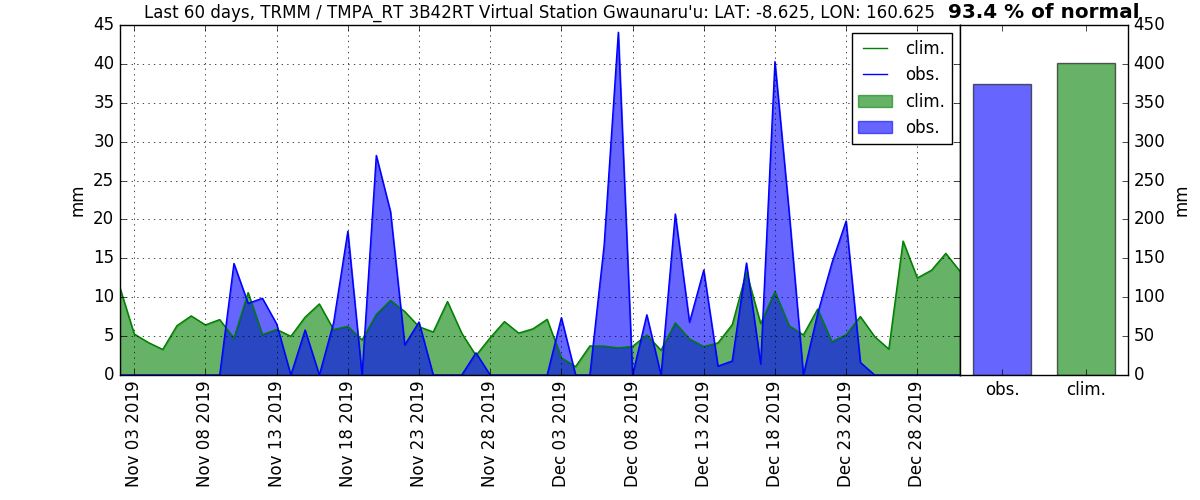 Last 60 days, TRMM / TMPA_RT 3B42RT Virtual Station Gwaunaru'u: LAT: -8.625, LON: 160.625 93.4 % of normal
45
40
35
30
25
20
15
10
5
0
mm
clim.
obs.
clim.
obs.
450
400
350
300
250
200
150
100
50
0
mm
obs.
clim.
Nov 03 2019
Nov 08 2019
Nov 13 2019
Nov 18 2019
Nov 23 2019
Nov 28 2019
Dec 03 2019
Dec 08 2019
Dec 13 2019
Dec 18 2019
Dec 23 2019
Dec 28 2019